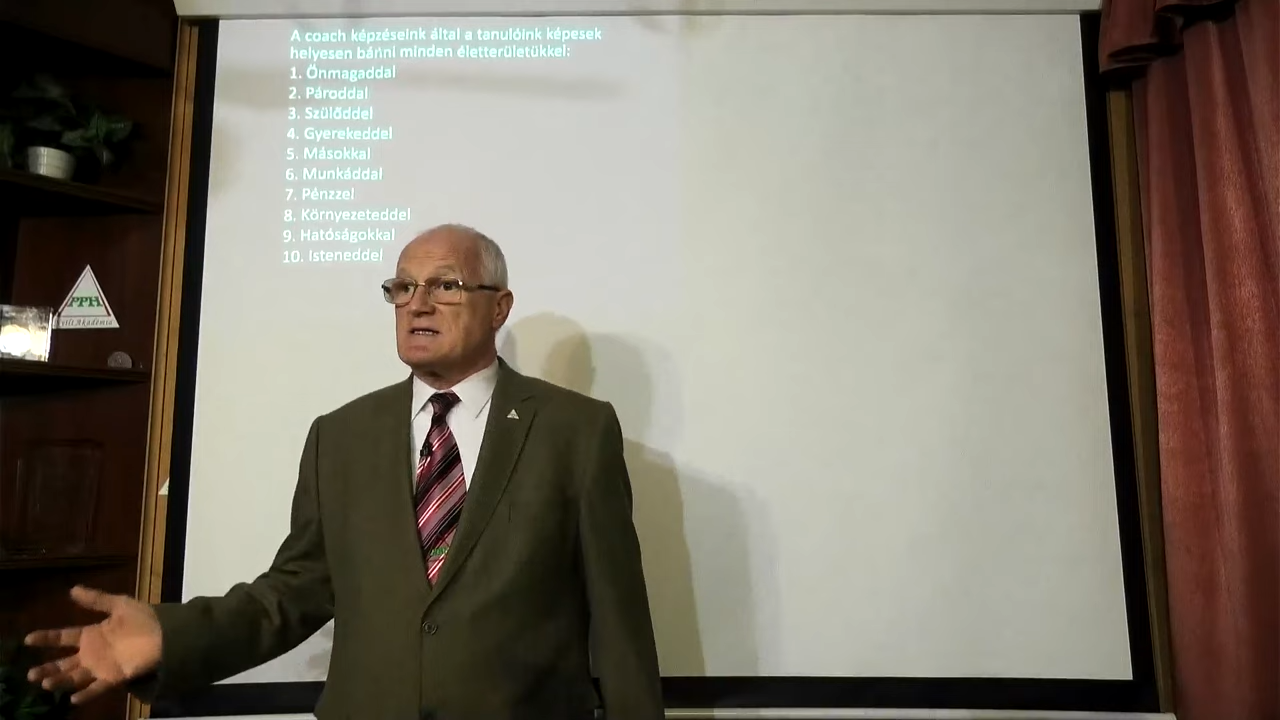 A coach képzéseink által a tanulóink képesek
helyesen bánni minden életterületükkel:
1. Önmagaddal
2. Pároddal
3. Szülőddel
4. Gyerekeddel
5. Másokkal
6. Munkáddal
7. Pénzzel
8. Környezeteddel
9. Hatóságokkal
10. Isteneddel
PPH
Akadémia